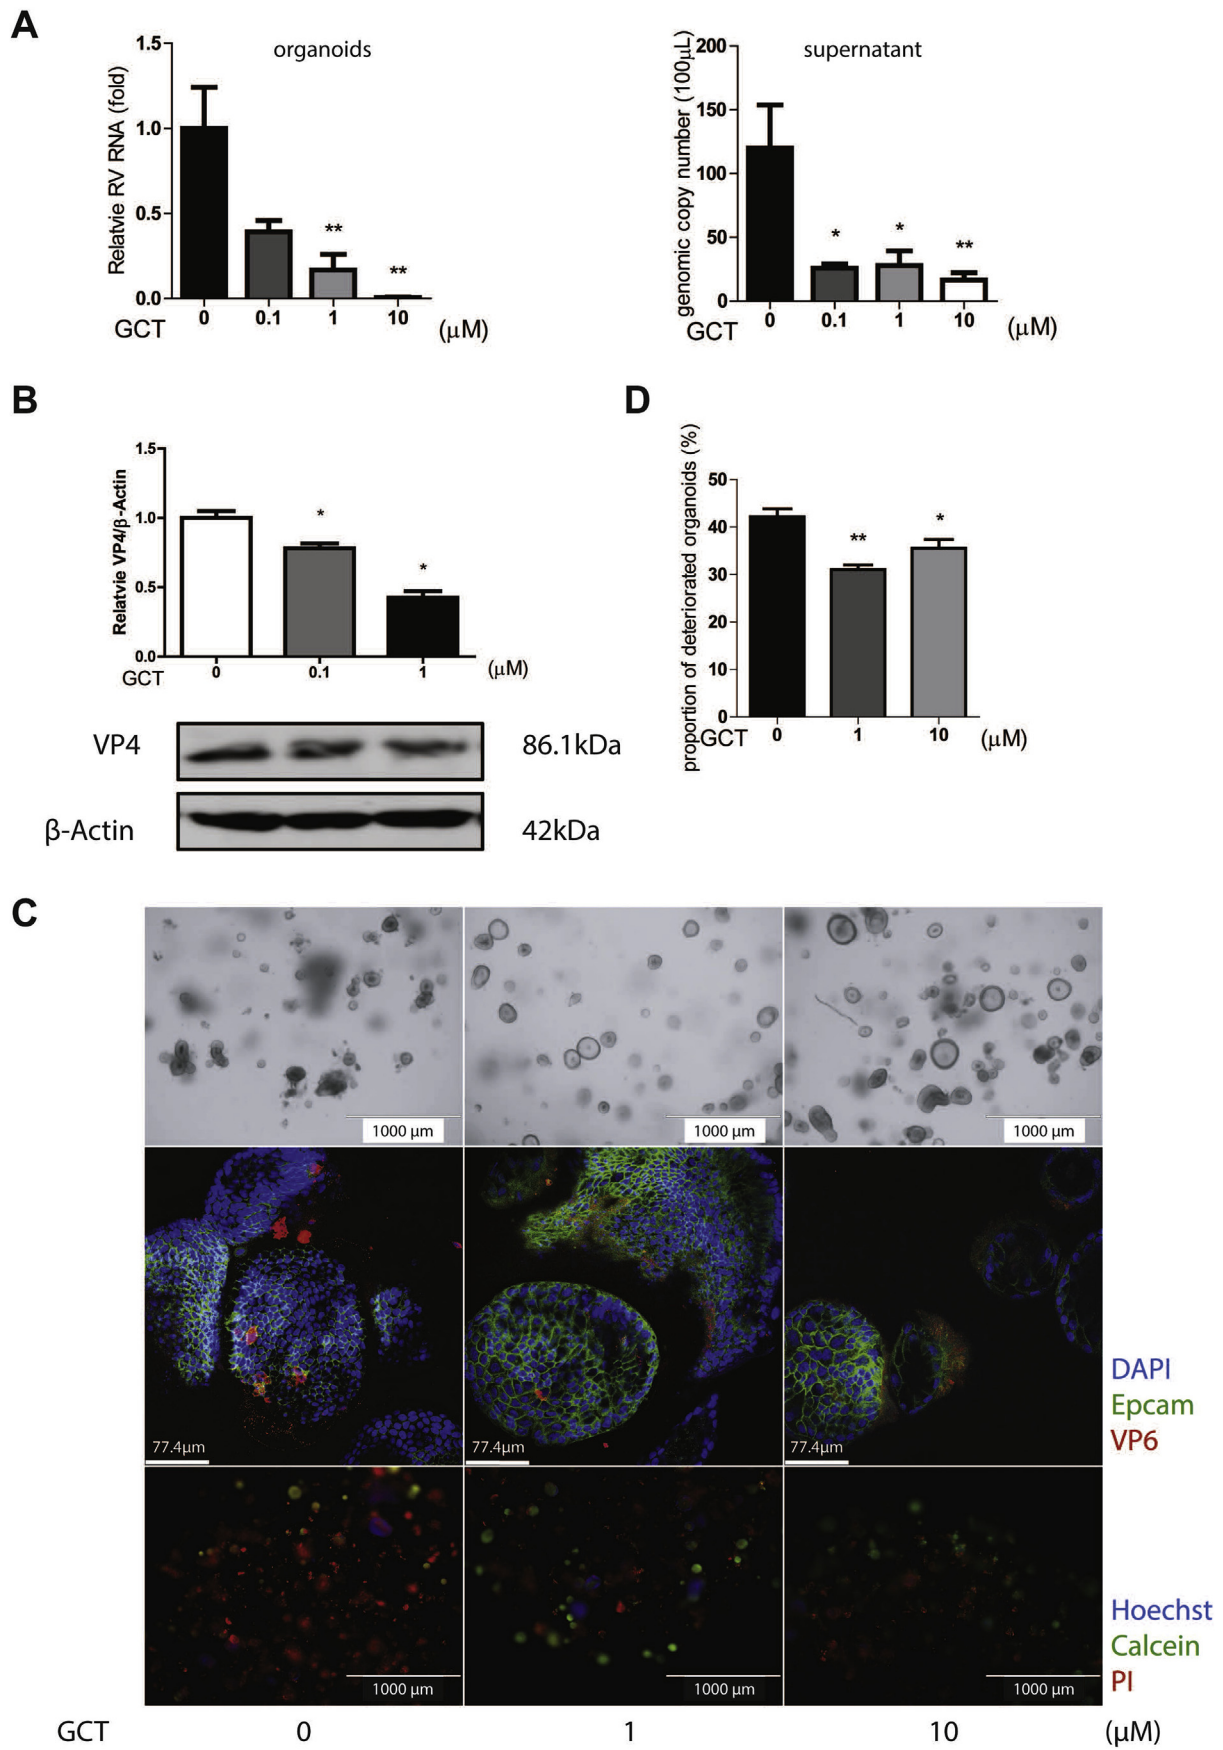 A
organoids
Relatvie RV RNA (fold)
1.5
1.0
0.5
0.0
**
**
0 0.1 1 10
GCT (μM)
supernatant
genomic copy number (100μL)
200
150
100
50
0
*
*
**
0 0.1 1 10
GCT (μM)
B
Relatvie VP4/β-Actin
1.5
1.0
0.5
0.0
*
*
0 0.1 1
GCT (μM)
VP4 86.1kDa
β-Actin 42kDa
D
proportion of deteriorated organoids (%)
50
40
30
20
10
0
**
*
0 1 10
GCT (μM)
C
1000 μm 1000 μm 1000 μm
77.4μm 77.4μm 77.4μm
DAPI
Epcam
VP6
1000 μm 1000 μm 1000 μm
Hoechst
Calcein
PI
GCT 0 1 10 (μM)